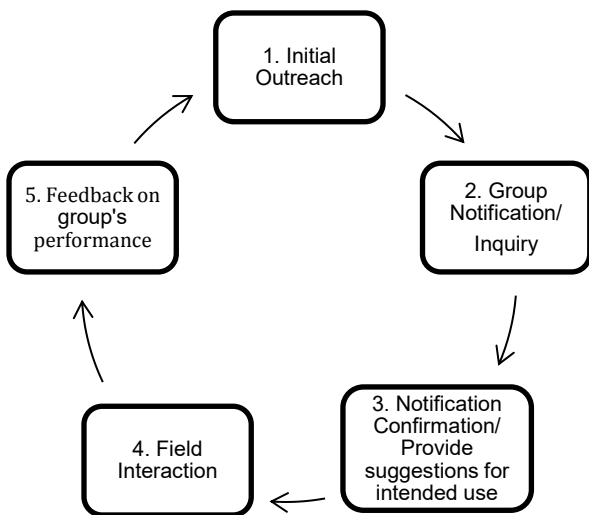 1. Initial
Outreach
2. Group
Notification/
Inquiry
3. Notification
Confirmation/
Provide
suggestions for
intended use
4. Field
Interaction
5. Feedback on
group's
performance